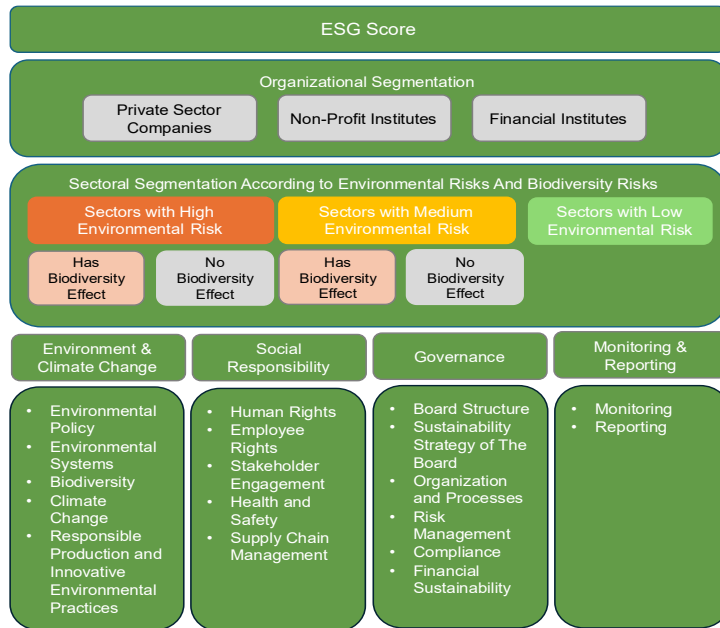 ESG Score
Organizational Segmentation
Private Sector
Companies
Non-Profit Institutes
Financial Institutes
Sectoral Segmentation According to Environmental Risks And Biodiversity Risks
Sectors with High
Environmental Risk
Sectors with Medium
Environmental Risk
Sectors with Low
Environmental Risk
Has
Biodiversity
Effect
No
Biodiversity
Effect
Has
Biodiversity
Effect
No
Biodiversity
Effect
Environment &
Climate Change
• Environmental
Policy
• Environmental
Systems
• Biodiversity
• Climate
Change
• Responsible
Production and
Innovative
Environmental
Practices
Social
Responsibility
• Human Rights
• Employee
Rights
• Stakeholder
Engagement
• Health and
Safety
• Supply Chain
Management
Governance
• Board Structure
• Sustainability
Strategy of The
Board
• Organization
and Processes
• Risk
Management
• Compliance
• Financial
Sustainability
Monitoring &
Reporting
• Monitoring
• Reporting